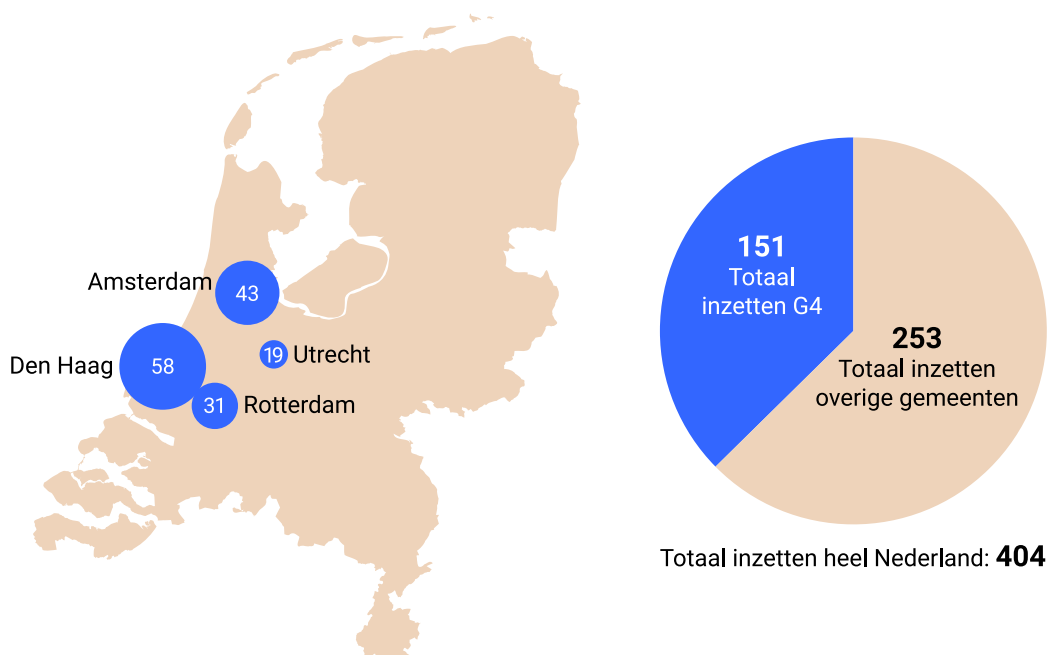 Amsterdam
43
Den Haag
58
19
Utrecht
31
Rotterdam
151
Totaal
inzetten G4
253
Totaal inzetten
overige gemeenten
Totaal inzetten heel Nederland: 404